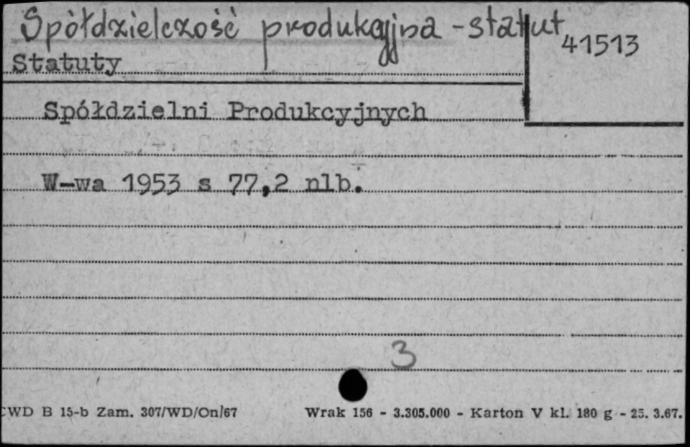 Spółdzielczość produkcyjna - statut
41513
Statuty
Spółdzielni Produkcyjnych
W-wa 1953 s 77,2 nlb.
3
CWD B 15-b Zam. 307/WD/On/67 Wrak 156 - 3.305.000 - Karton V kl. 180 g - 25. 3.67.